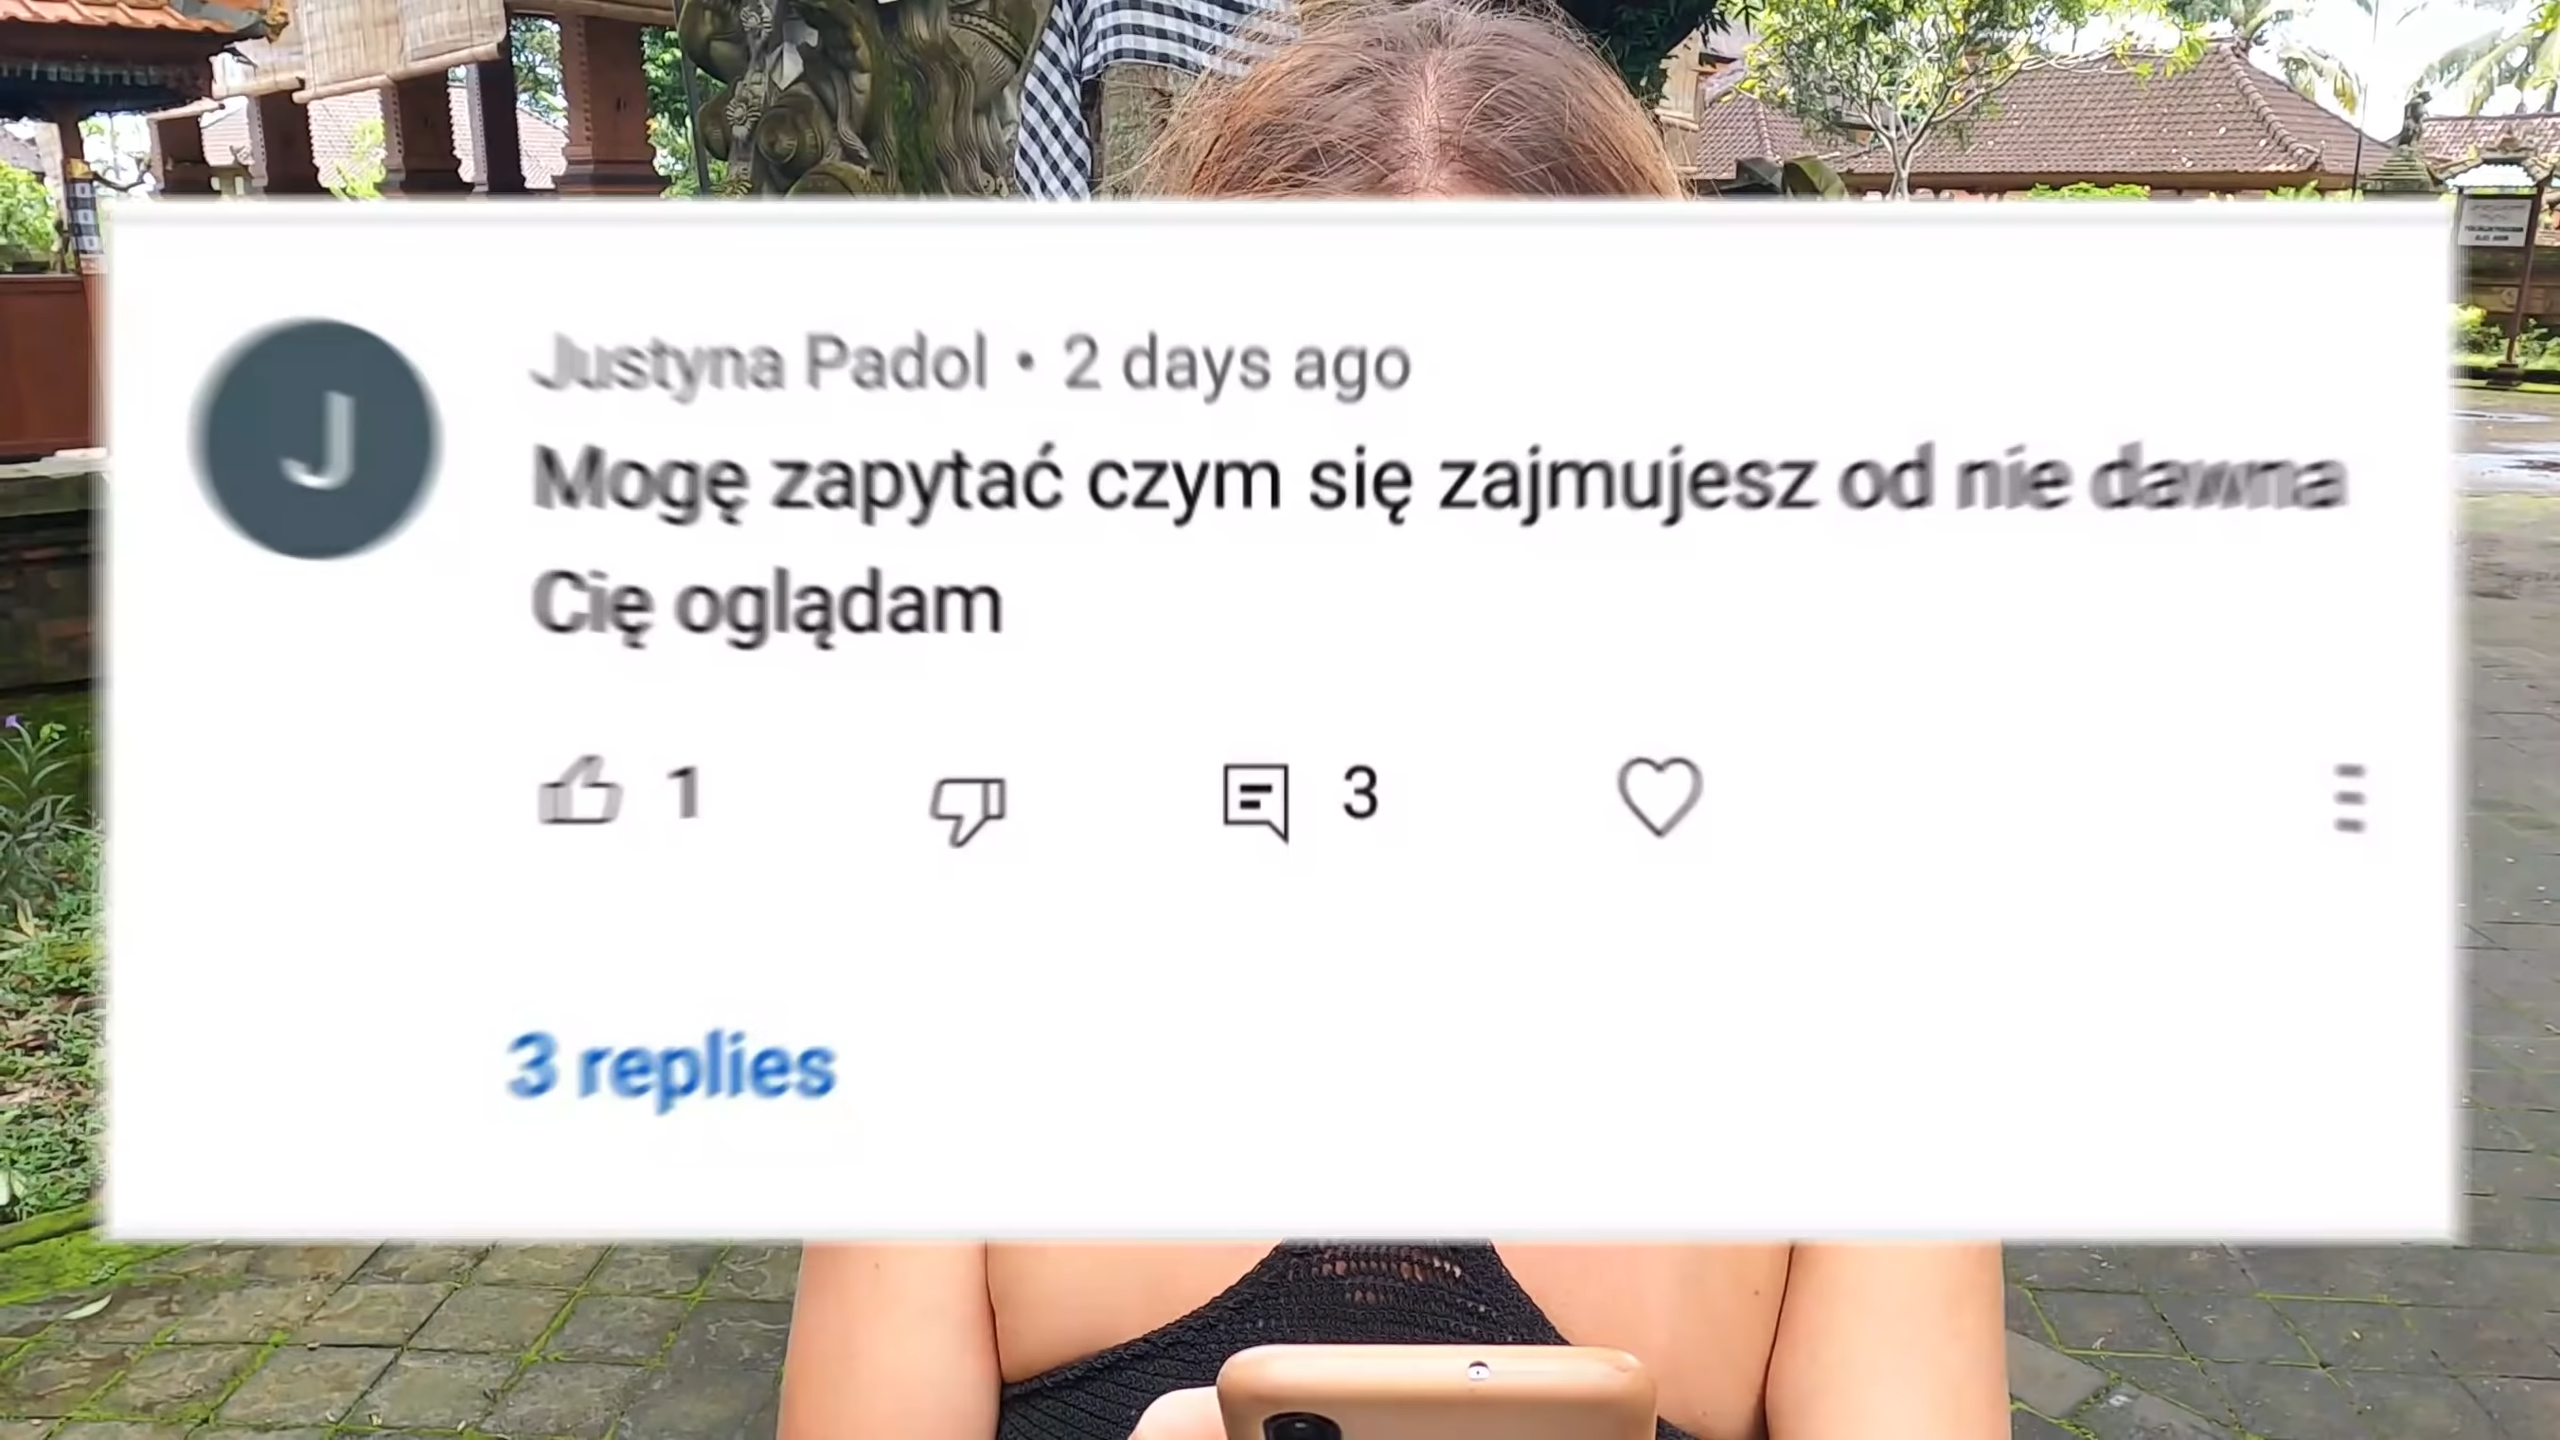 J
Justyna Padol • 2 days ago
Mogę zapytać czym się zajmujesz od nie dawna
Cię oglądam
1 3
3 replies